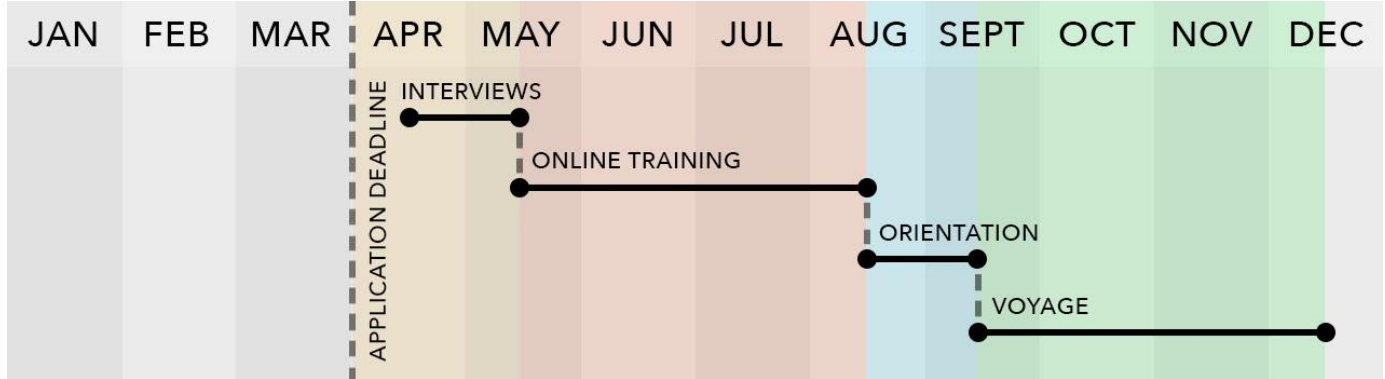 JAN FEB MAR APR MAY JUN JUL AUG SEPT OCT NOV DEC
APPLICATION DEADLINE
INTERVIEWS
ONLINE TRAINING
ORIENTATION
VOYAGE